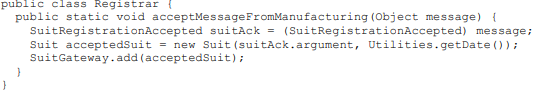 public class Registrar {
  public static void acceptMessageFromManufacturing(Object message) {
    SuitRegistrationAccepted suitAck = (SuitRegistrationAccepted) message;
    Suit acceptedSuit = new Suit(suitAck.argument, Utilities.getDate());
    SuitGateway.add(acceptedSuit);
  }
}